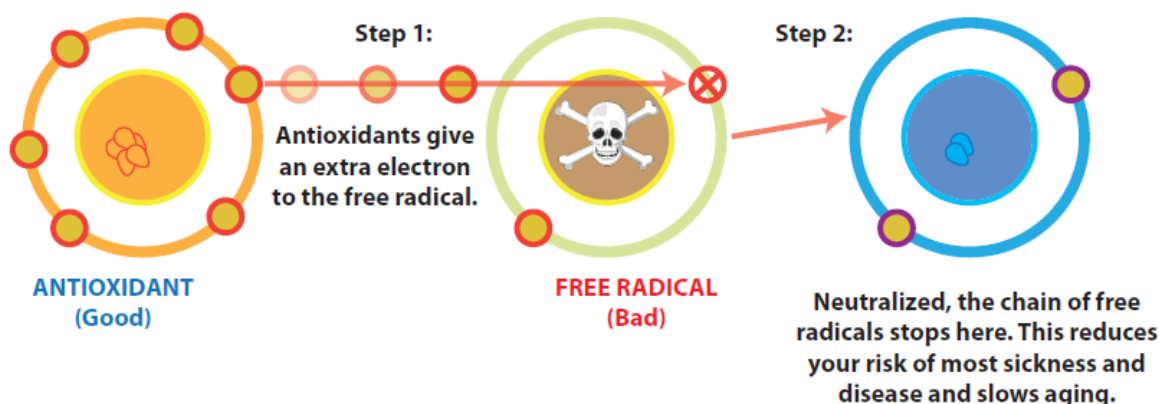 Step 1:
Step 2:
Antioxidants give
an extra electron
to the free radical.
ANTIOXIDANT
(Good)
FREE RADICAL
(Bad)
Neutralized, the chain of free
radicals stops here. This reduces
your risk of most sickness and
disease and slows aging.